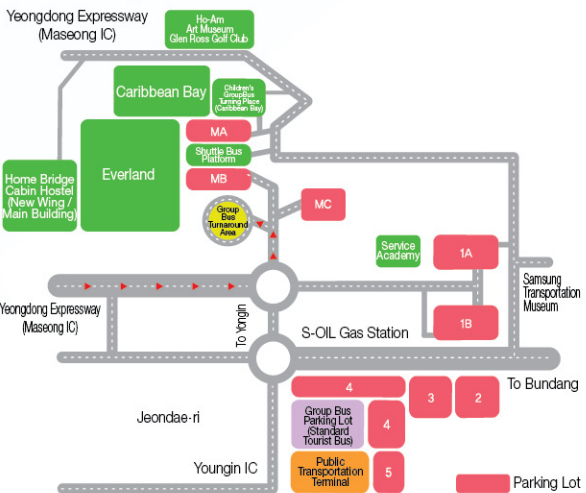 Yeongdong Expressway
(Maseong IC)
Ho-Am
Art Museum
Glen Ross Golf Club
Caribbean Bay
Children's
GroupBus
Turning Place
(Caribbean Bay)
MA
Shuttle Bus
Platform
MB
Everland
Home Bridge
Cabin Hostel
(New Wing /
Main Building)
MC
Group
Bus
Turnaround
Area
Service
Academy
1A
Samsung
Transportation
Museum
Yeongdong Expressway
(Maseong IC)
To Yongin
1B
S-OIL Gas Station
To Bundang
4
3
2
Group Bus
Parking Lot
(Standard
Tourist Bus)
4
Jeondae-ri
Youngin IC
Public
Transportation
Terminal
5
Parking Lot